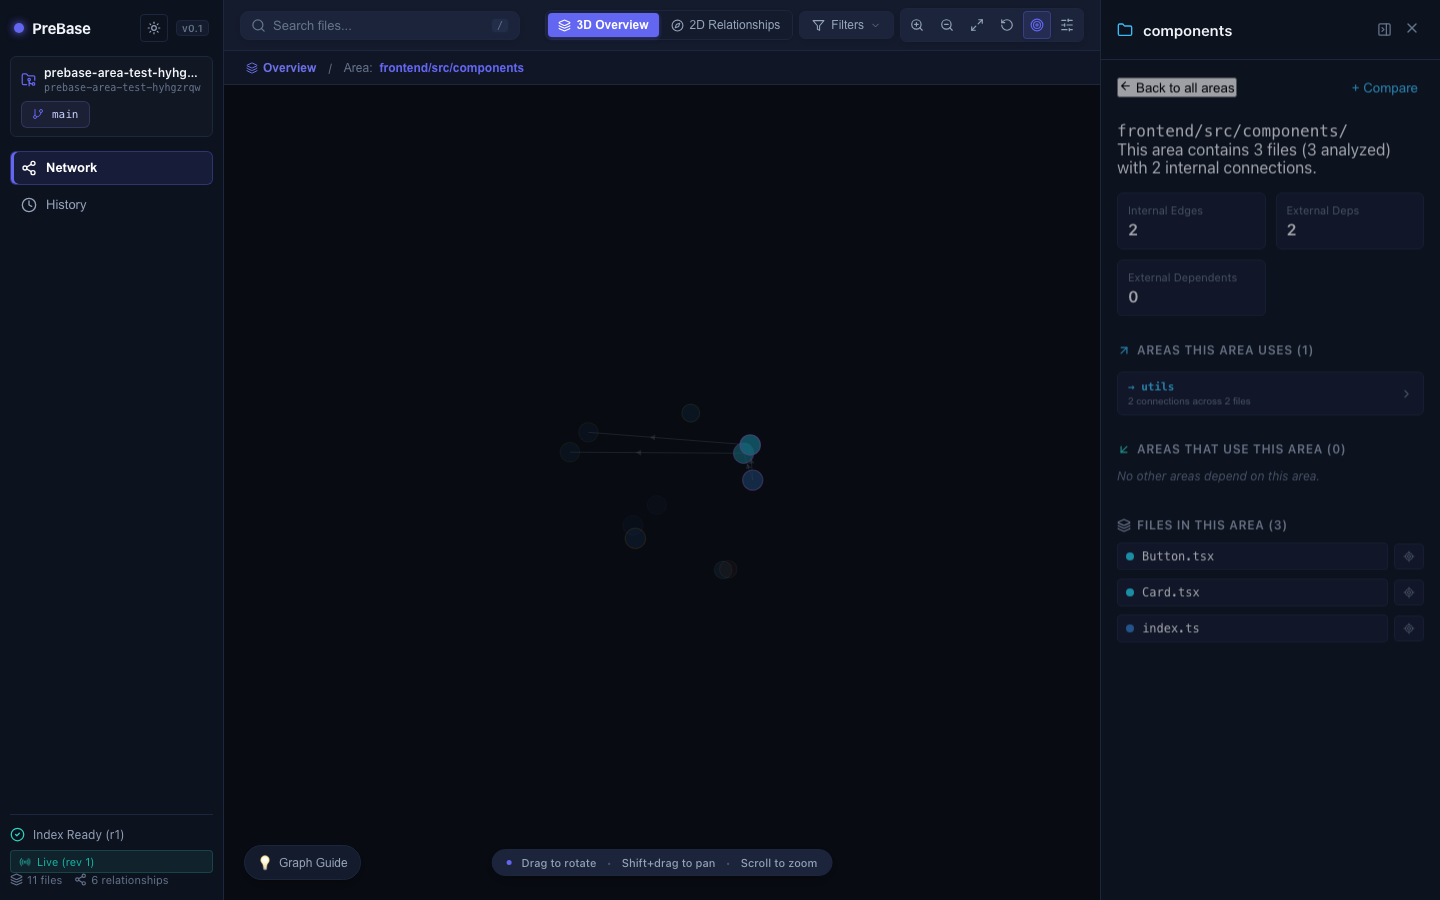 PreBase
v0.1
prebase-area-test-hyhg...
prebase-area-test-hyhgzrqw
main
Network
History
Index Ready (r1)
Live (rev 1)
11 files
6 relationships
Search files...
/
3D Overview
2D Relationships
Filters
Overview / Area: frontend/src/components
Graph Guide
Drag to rotate · Shift+drag to pan · Scroll to zoom
components
← Back to all areas
+ Compare
frontend/src/components/
This area contains 3 files (3 analyzed)
with 2 internal connections.
Internal Edges
2
External Deps
2
External Dependents
0
AREAS THIS AREA USES (1)
→ utils
2 connections across 2 files
AREAS THAT USE THIS AREA (0)
No other areas depend on this area.
FILES IN THIS AREA (3)
Button.tsx
Card.tsx
index.ts